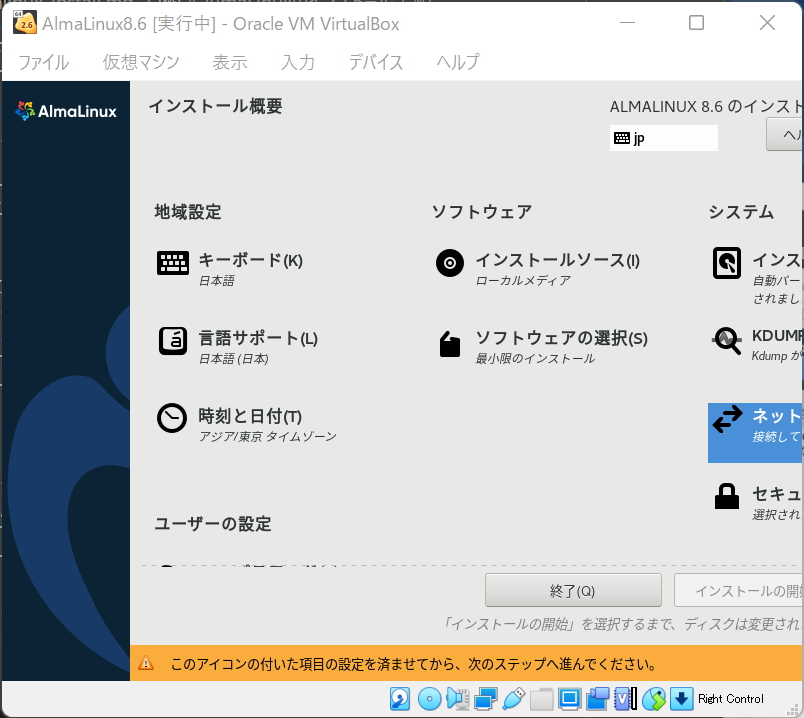 AlmaLinux8.6 [実行中] - Oracle VM VirtualBox
ファイル 仮想マシン 表示 入力 デバイス ヘルプ
AlmaLinux
インストール概要
ALMALINUX 8.6 のインスト
jp
ヘル
地域設定
ソフトウェア
システム
キーボード(K)
日本語
インストールソース(I)
ローカルメディア
インス
自動パー
されまし
言語サポート(L)
日本語 (日本)
ソフトウェアの選択(S)
最小限のインストール
KDUMP
Kdump が
時刻と日付(T)
アジア/東京 タイムゾーン
ネット
接続して
セキュ
選択され
ユーザーの設定
終了(Q)
インストールの開
「インストールの開始」を選択するまで、ディスクは変更され
このアイコンの付いた項目の設定を済ませてから、次のステップへ進んでください。
Right Control